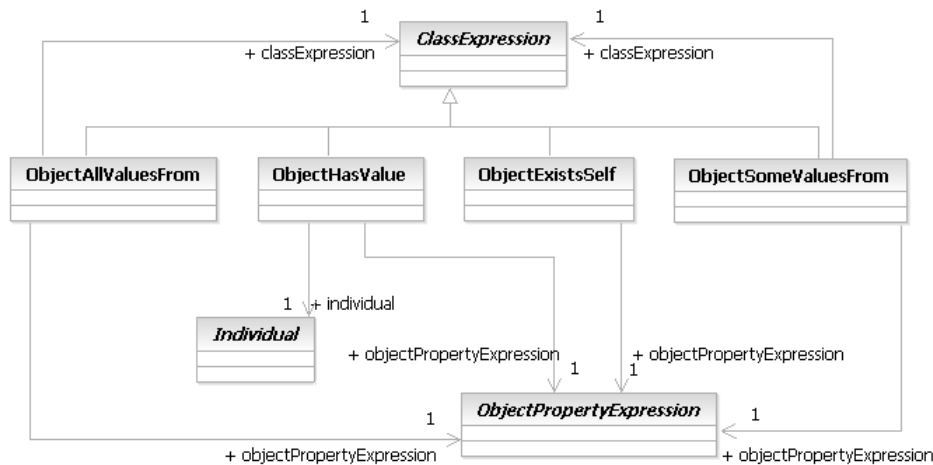 1
1
ClassExpression
+ classExpression
+ classExpression
ObjectAllValuesFrom
ObjectHasValue
ObjectExistsSelf
ObjectSomeValuesFrom
1
+ individual
Individual
+ objectPropertyExpression
+ objectPropertyExpression
1
1
ObjectPropertyExpression
1
1
+ objectPropertyExpression
+ objectPropertyExpression